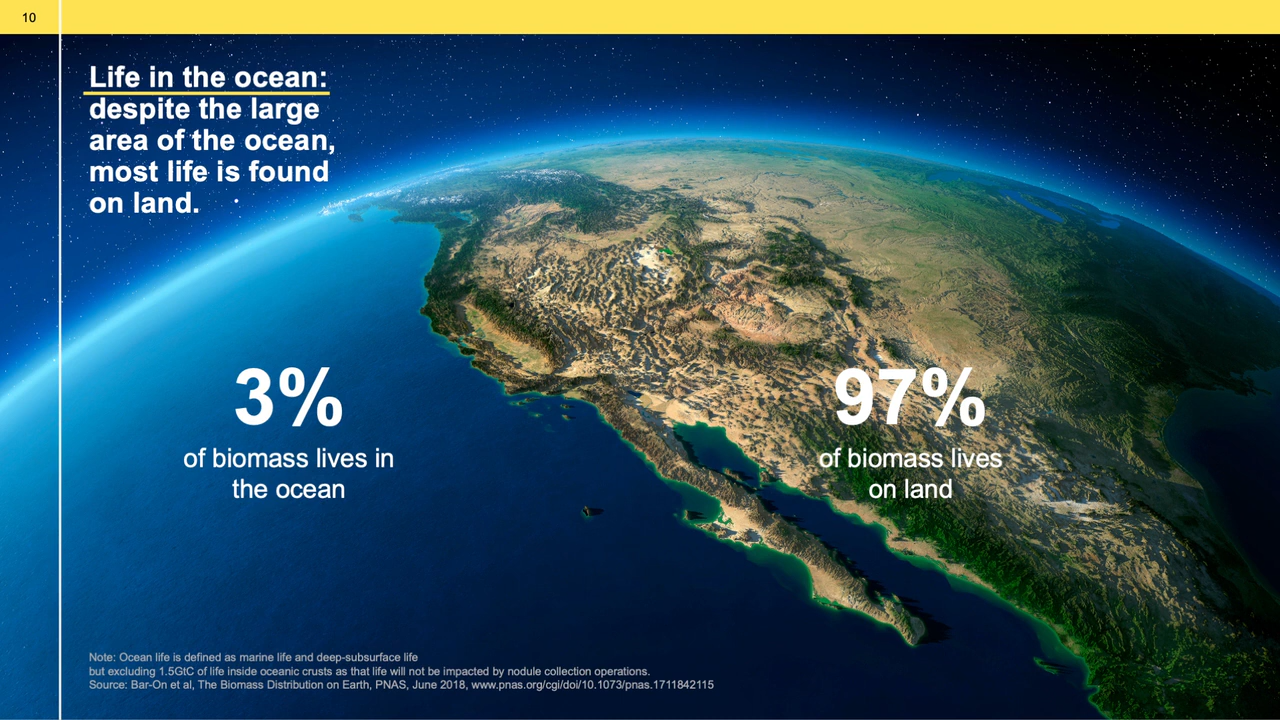 10
Life in the ocean:
despite the large
area of the ocean,
most life is found
on land.
3%
of biomass lives in
the ocean
97%
of biomass lives
on land
Note: Ocean life is defined as marine life and deep-subsurface life
but excluding 1.5GtC of life inside oceanic crusts as that life will not be impacted by nodule collection operations.
Source: Bar-On et al, The Biomass Distribution on Earth, PNAS, June 2018, www.pnas.org/cgi/doi/10.1073/pnas.1711842115